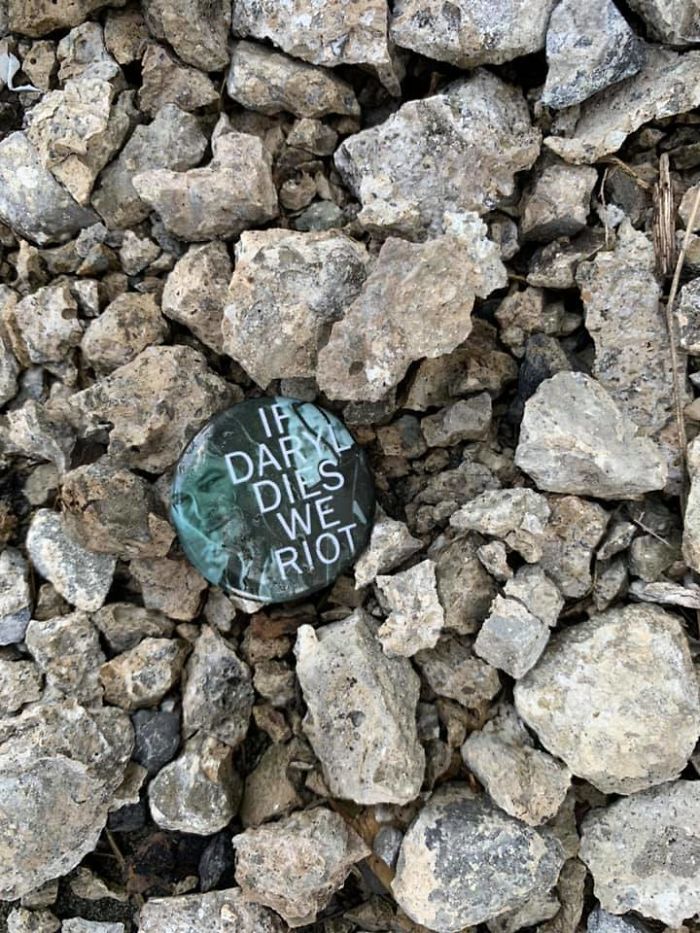 IF
DARYL
DIES
WE
RIOT